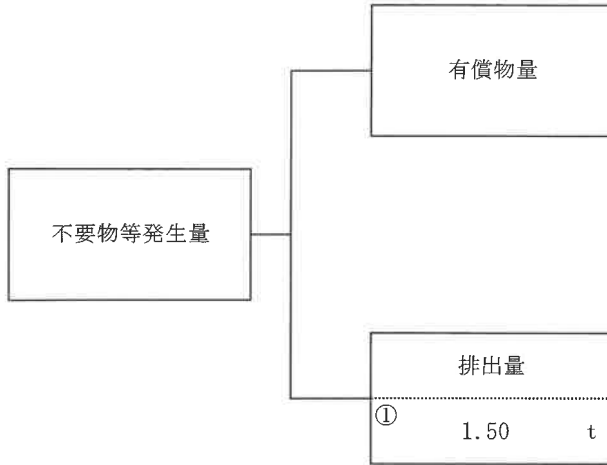 有償物量
不要物等発生量
排出量
①
1.50 t